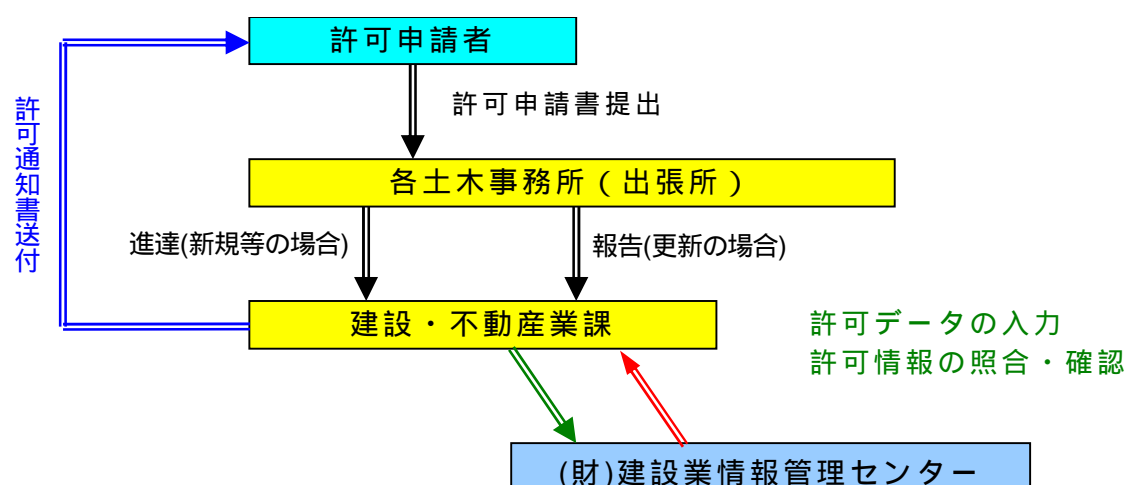 許可申請者
許可申請書提出
許可通知書送付
各土木事務所（出張所）
進達(新規等の場合)
報告(更新の場合)
建設・不動産業課
許可データの入力
許可情報の照合・確認
(財)建設業情報管理センター